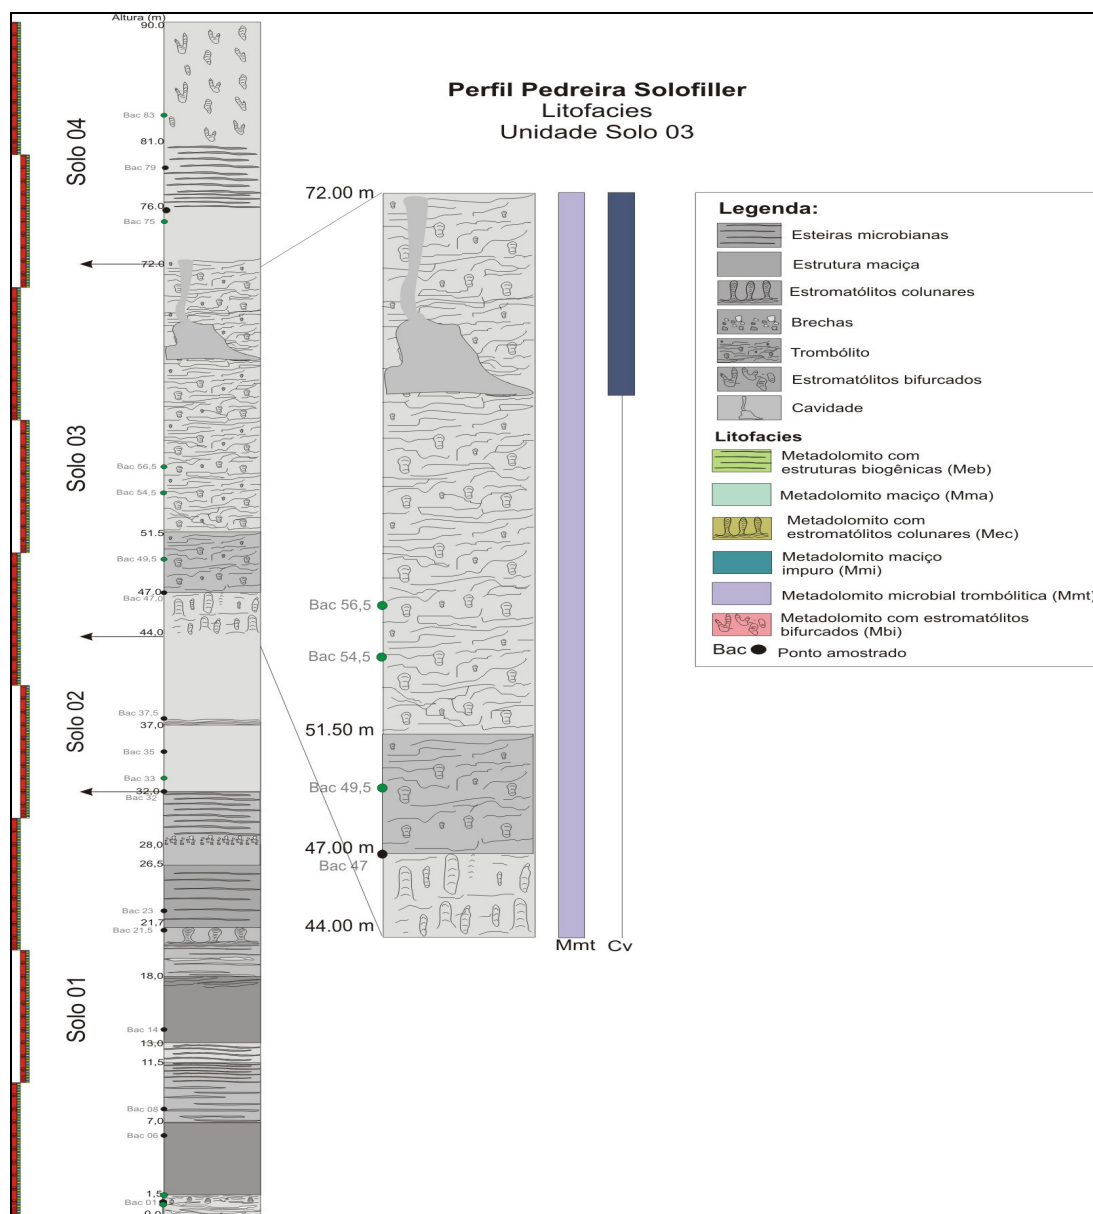 Altura (m)
90.0
Bac 83
81.0
Bac 79
76.0
Bac 75
72.0
Bac 56,5
Bac 54,5
51.5
Bac 49,5
47,0
Bac 47,0
44,0
Bac 37,5
37,0
Bac 35
Bac 33
32,0
Bac 32
28,0
26,5
Bac 23
21,7
Bac 21,5
18,0
Bac 14
13,0
11,5
Bac 08
7,0
Bac 06
1,5
Bac 01
0,0
Solo 04
Solo 03
Solo 02
Solo 01
Perfil Pedreira Solofiller
Litofacies
Unidade Solo 03
72.00 m
Bac 56,5
Bac 54,5
51.50 m
Bac 49,5
47.00 m
Bac 47
44.00 m
Mmt
Cv
Legenda:
Esteiras microbianas
Estrutura maciça
Estromatólitos colunares
Brechas
Trombólito
Estromatólitos bifurcados
Cavidade
Litofacies
Metadolomito com
estruturas biogênicas (Meb)
Metadolomito maciço (Mma)
Metadolomito com
estromatólitos colunares (Mec)
Metadolomito maciço
impuro (Mmi)
Metadolomito microbial trombólitica (Mmt)
Metadolomito com estromatólitos
bifurcados (Mbi)
Bac Ponto amostrado